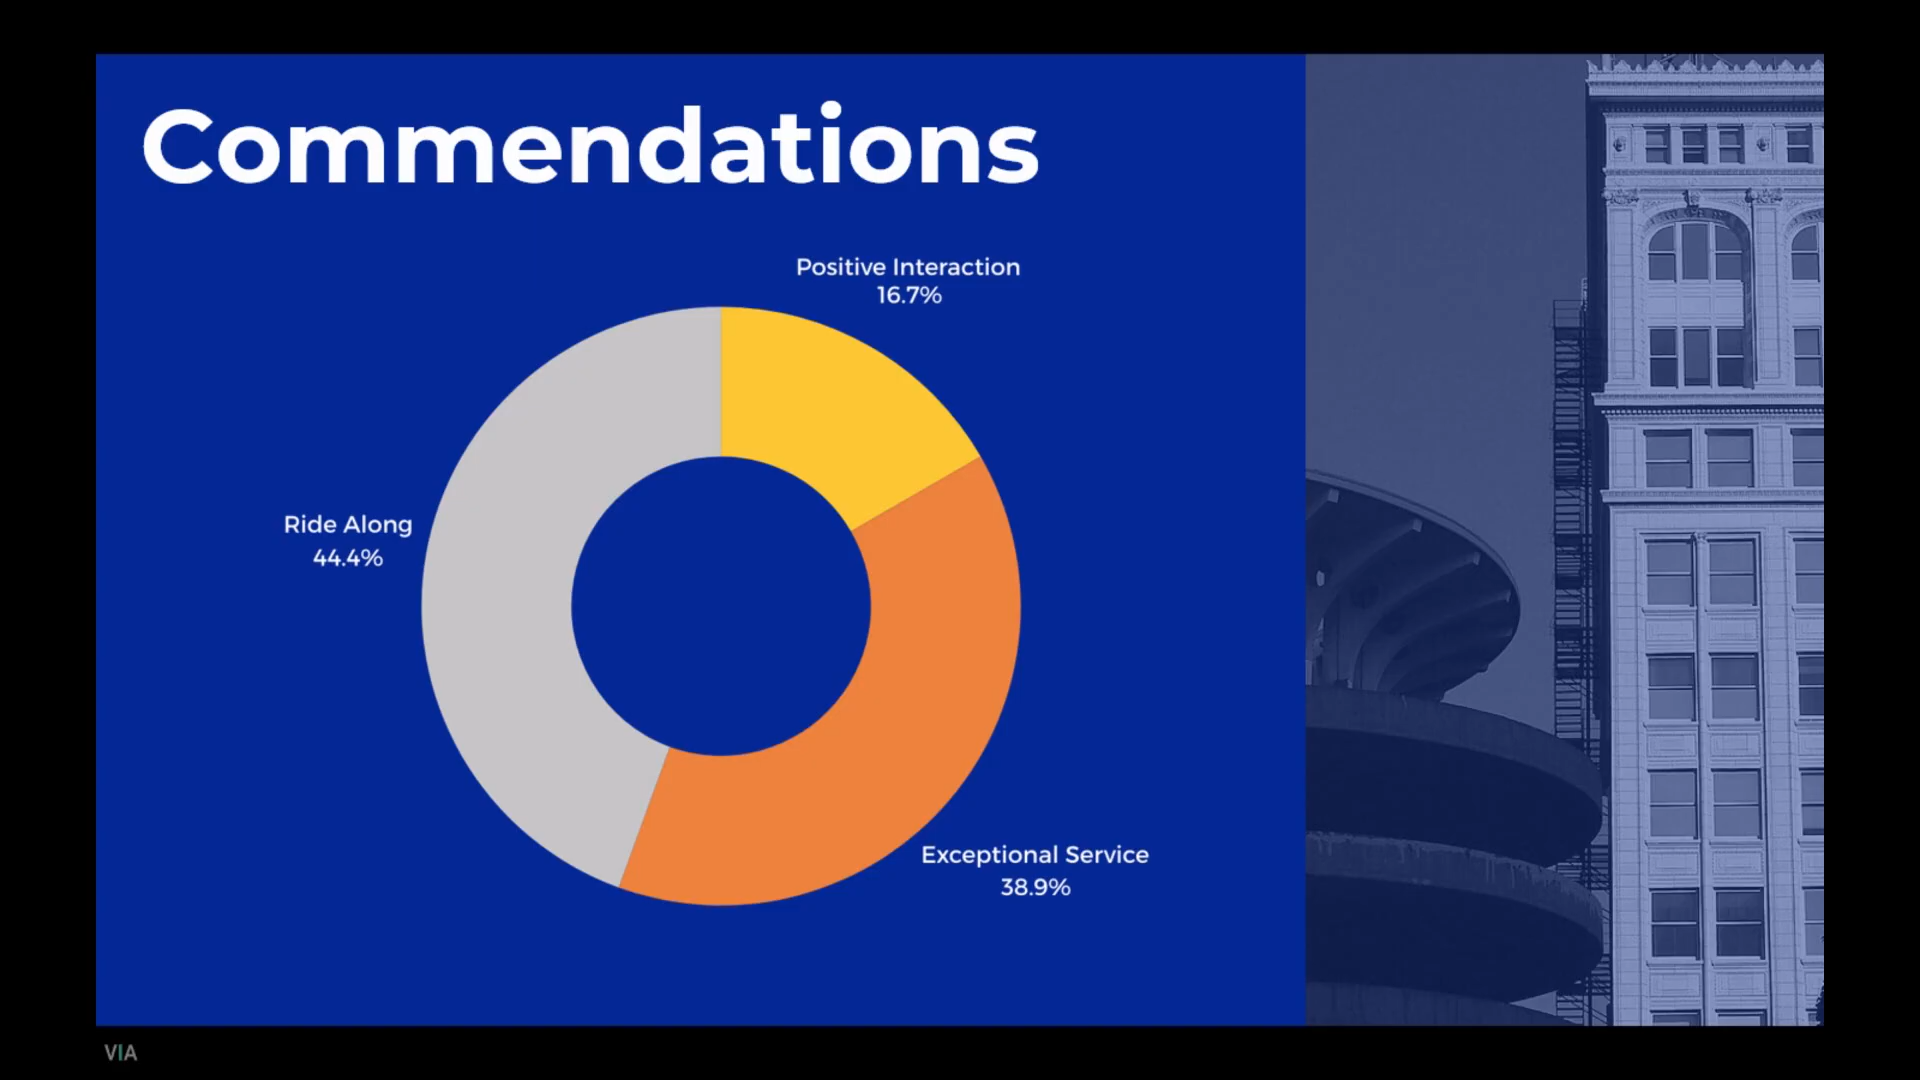 Commendations
Positive Interaction
16.7%
Ride Along
44.4%
Exceptional Service
38.9%
VIA